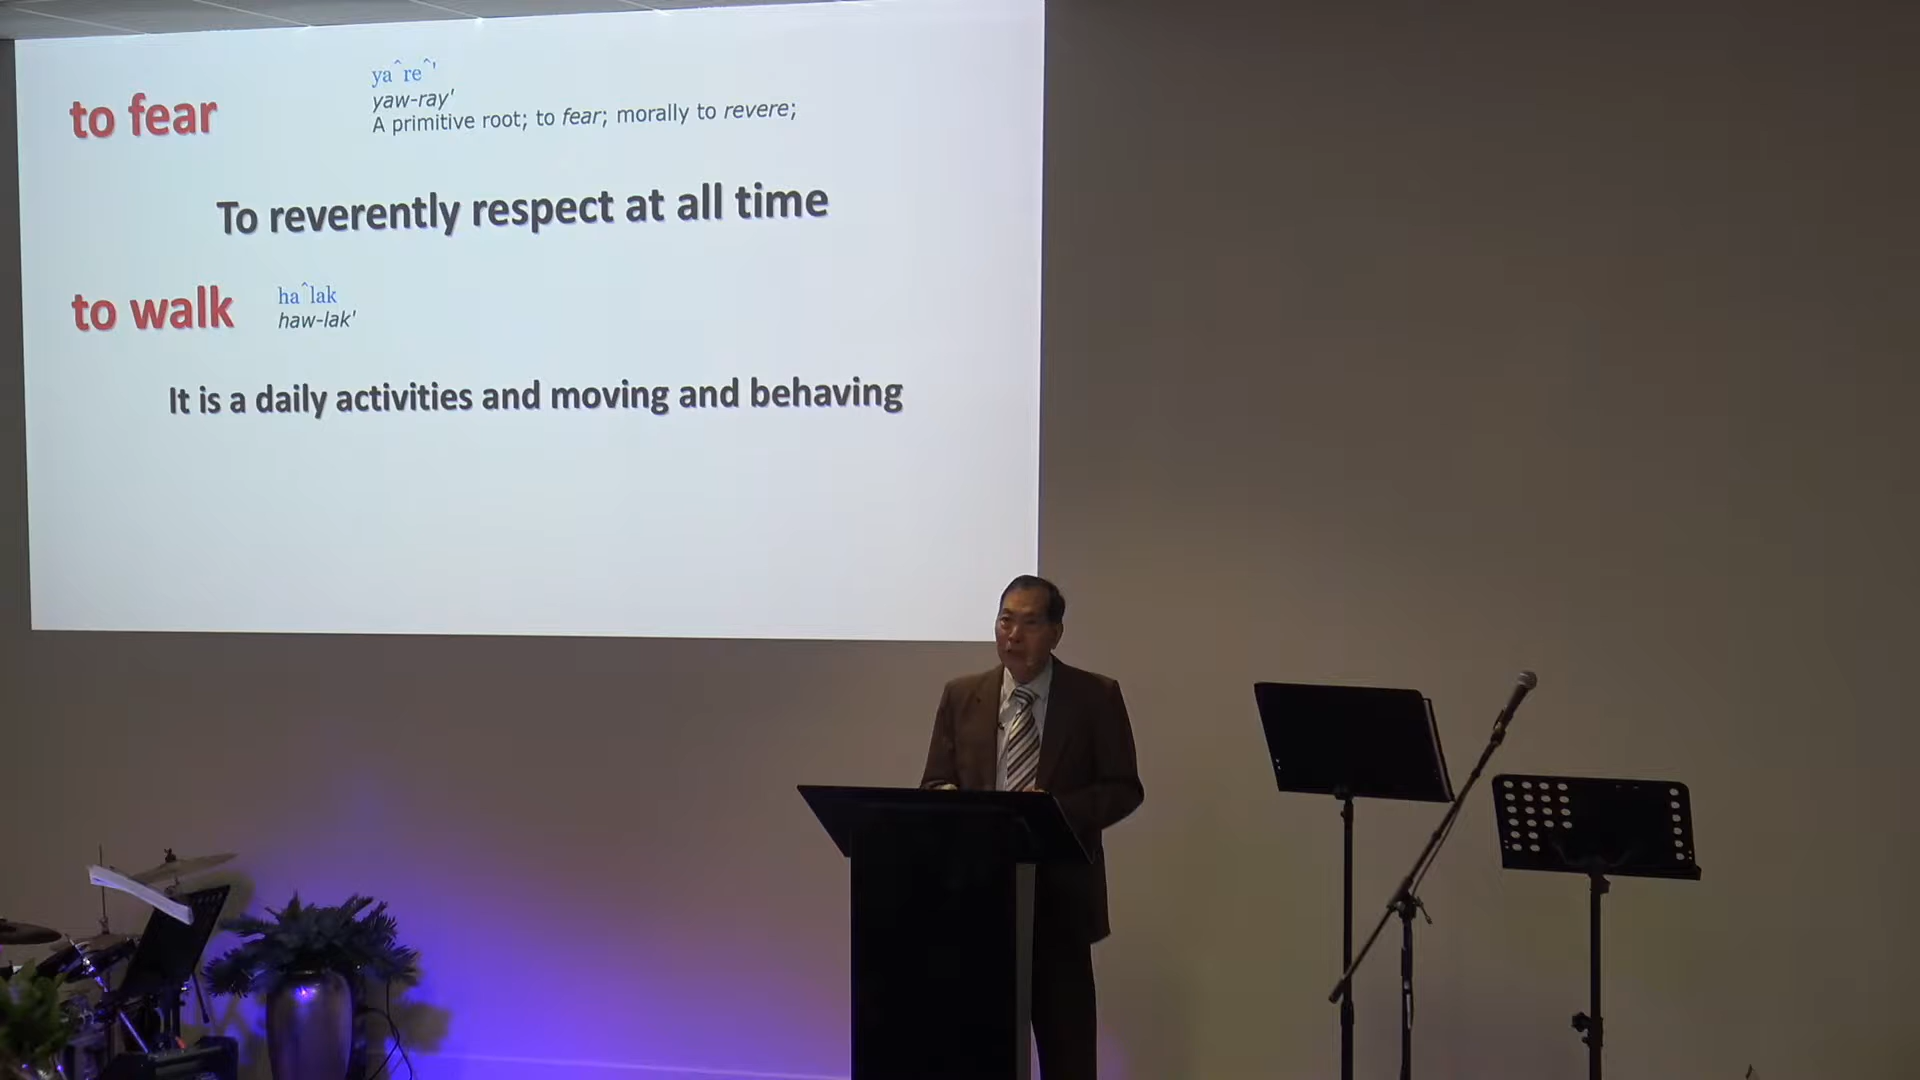 to fear
ya^re^'
yaw-ray'
A primitive root; to fear; morally to revere;
To reverently respect at all time
to walk
ha^lak
haw-lak'
It is a daily activities and moving and behaving